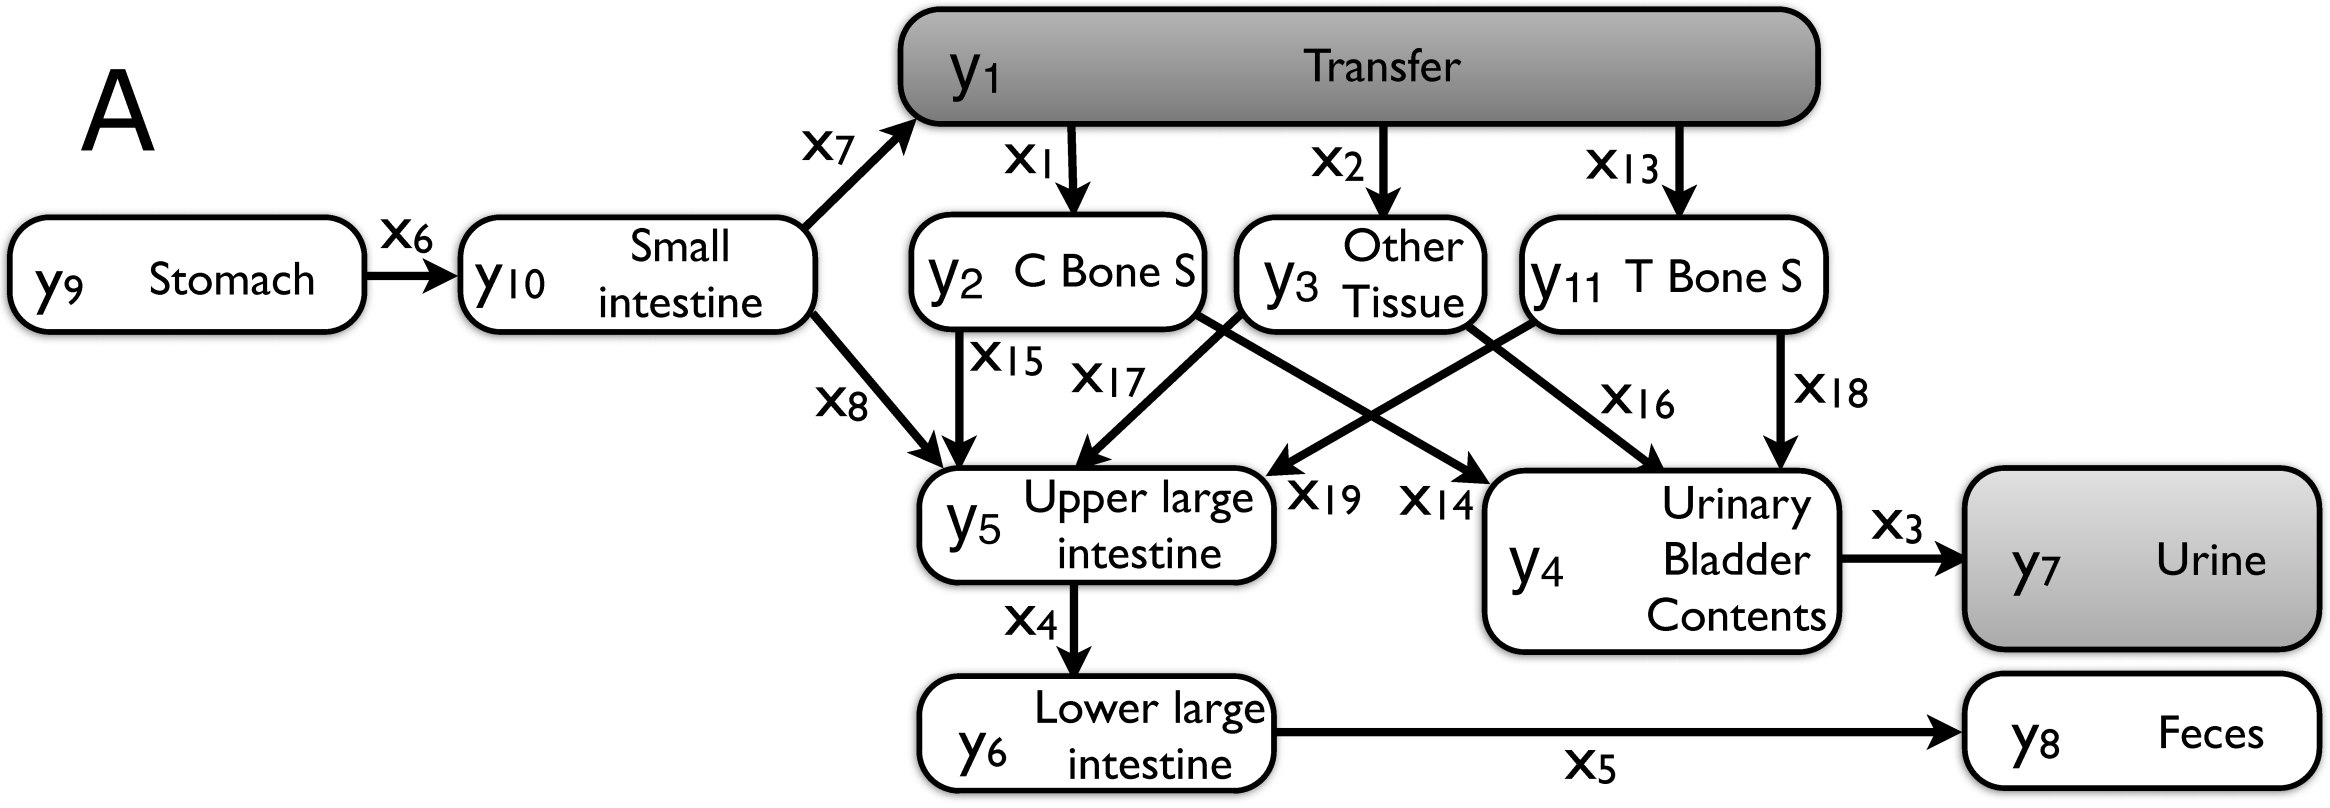 A
y1 Transfer
x7
x1
x2
x13
y9 Stomach
x6
y10 Small
intestine
y2 C Bone S
y3 Other
Tissue
y11 T Bone S
x8
x15
x17
x16
x18
y5 Upper large
intestine
x19
x14
y4 Urinary
Bladder
Contents
x3
y7 Urine
x4
y6 Lower large
intestine
x5
y8 Feces